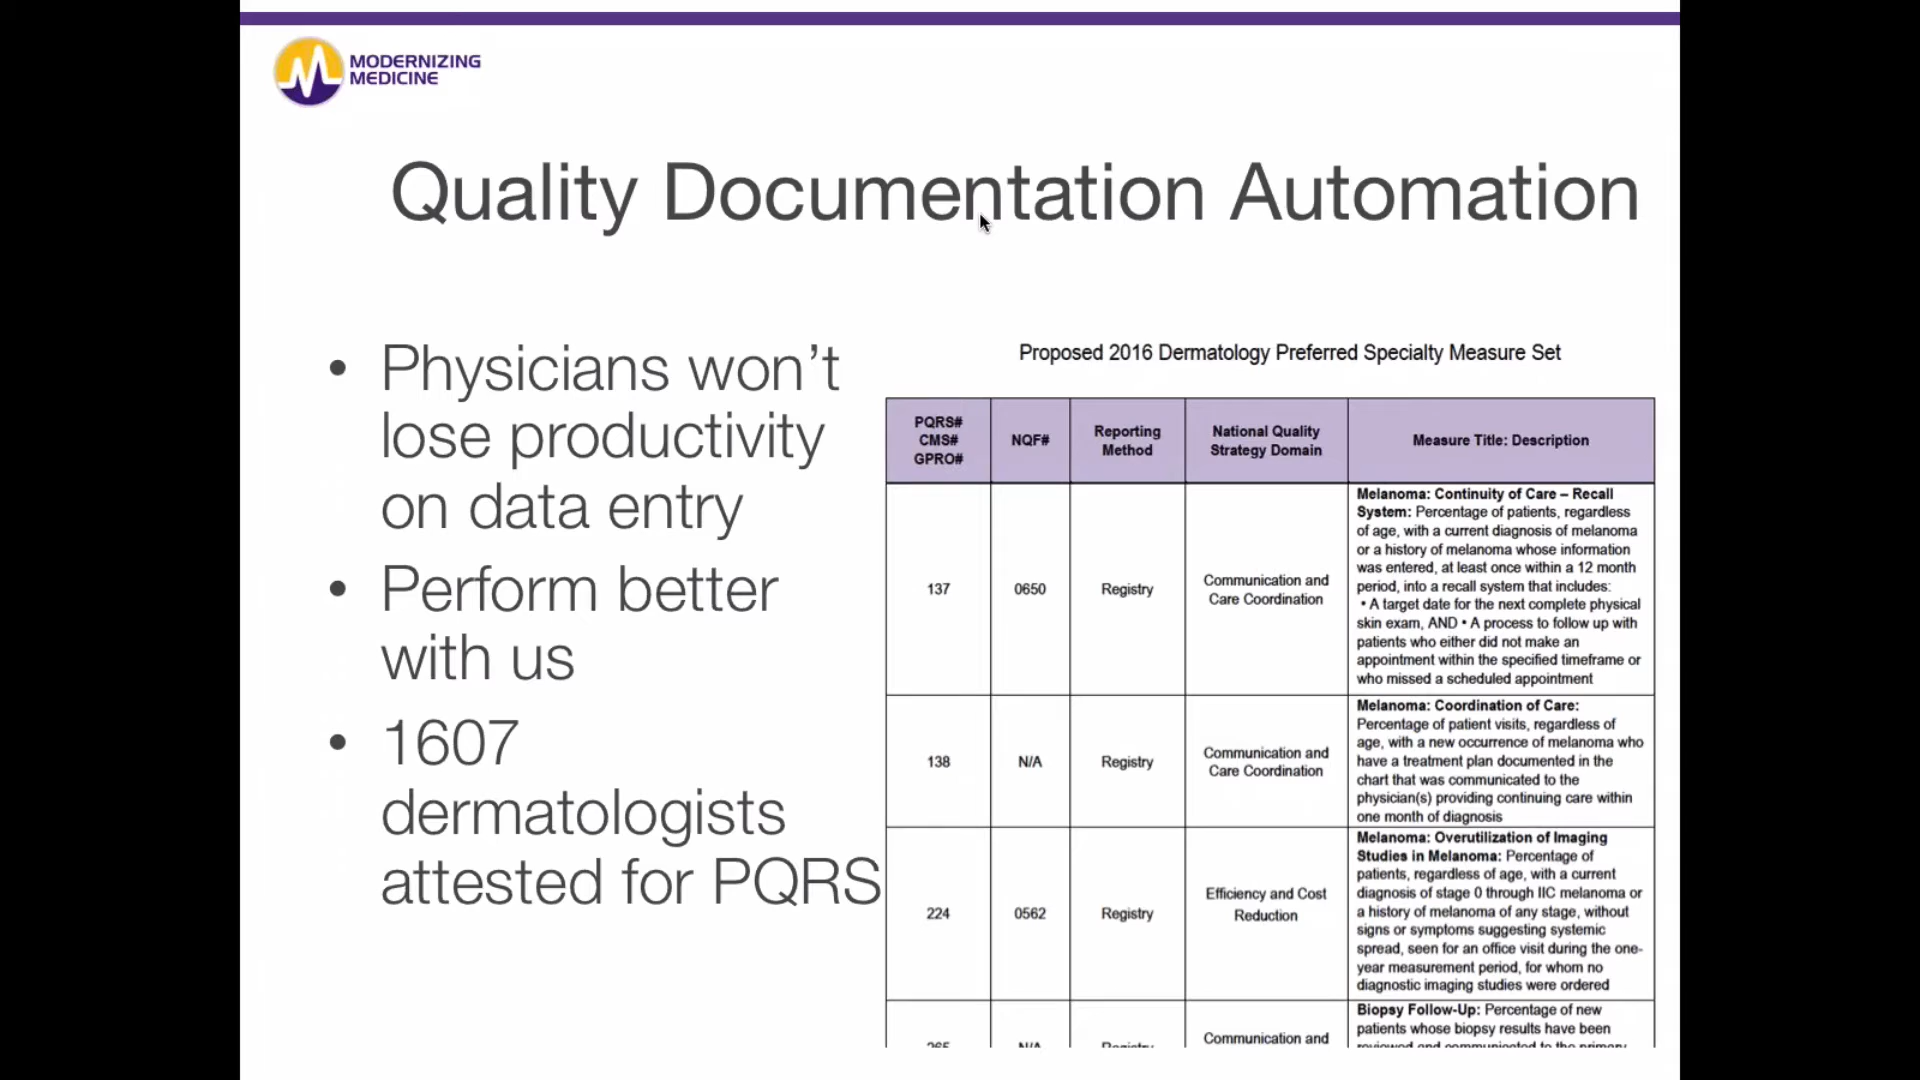 MODERNIZING
MEDICINE
Quality Documentation Automation
• Physicians won't
lose productivity
on data entry
• Perform better
with us
• 1607
dermatologists
attested for PQRS
Proposed 2016 Dermatology Preferred Specialty Measure Set
PQRS#
CMS#
GPRO#
NQF#
Reporting
Method
National Quality
Strategy Domain
Measure Title: Description
137
0650
Registry
Communication and
Care Coordination
Melanoma: Continuity of Care – Recall
System: Percentage of patients, regardless
of age, with a current diagnosis of melanoma
or a history of melanoma whose information
was entered, at least once within a 12 month
period, into a recall system that includes:
• A target date for the next complete physical
skin exam, AND • A process to follow up with
patients who either did not make an
appointment within the specified timeframe or
who missed a scheduled appointment
138
N/A
Registry
Communication and
Care Coordination
Melanoma: Coordination of Care:
Percentage of patient visits, regardless of
age, with a new occurrence of melanoma who
have a treatment plan documented in the
chart that was communicated to the
physician(s) providing continuing care within
one month of diagnosis
224
0562
Registry
Efficiency and Cost
Reduction
Melanoma: Overutilization of Imaging
Studies in Melanoma: Percentage of
patients, regardless of age, with a current
diagnosis of stage 0 through IIC melanoma or
a history of melanoma of any stage, without
signs or symptoms suggesting systemic
spread, seen for an office visit during the one-
year measurement period, for whom no
diagnostic imaging studies were ordered
265
N/A
Registry
Communication and
Biopsy Follow-Up: Percentage of new
patients whose biopsy results have been
reviewed and communicated to the primary